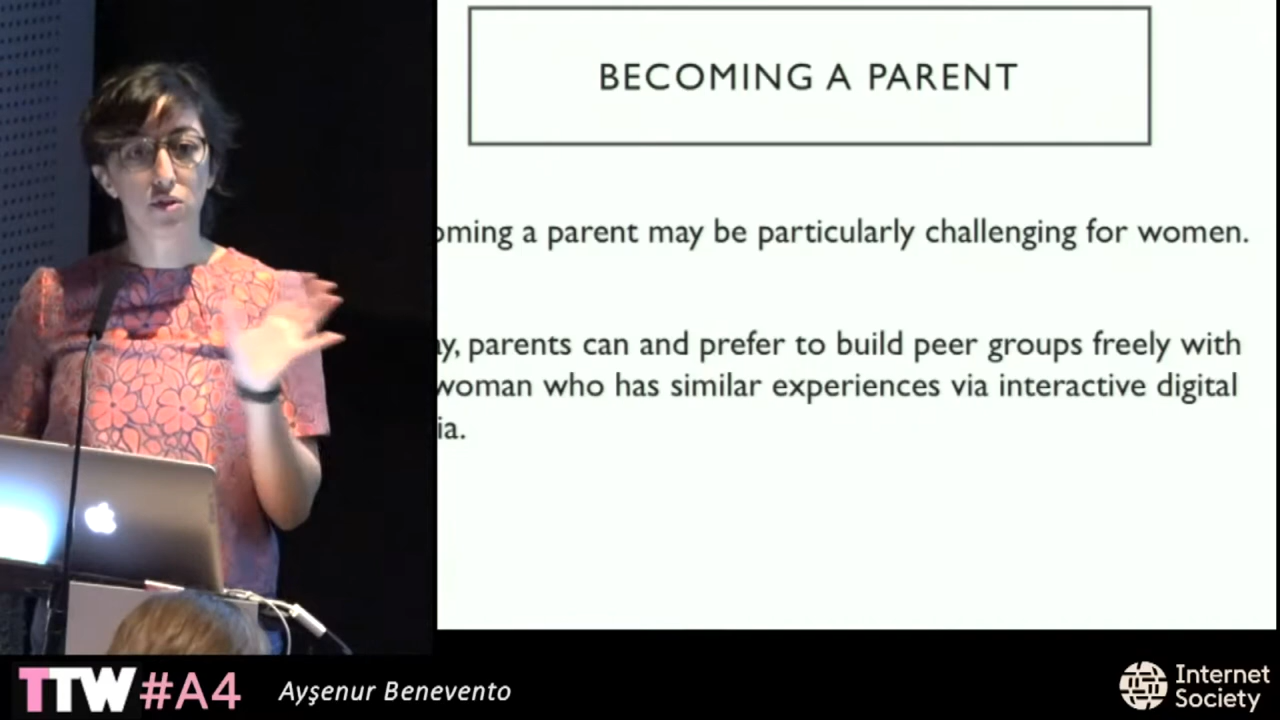 BECOMING A PARENT
oming a parent may be particularly challenging for women.
ay, parents can and prefer to build peer groups freely with
woman who has similar experiences via interactive digital
ia.
TTW#A4
Ayşenur Benevento
Internet
Society